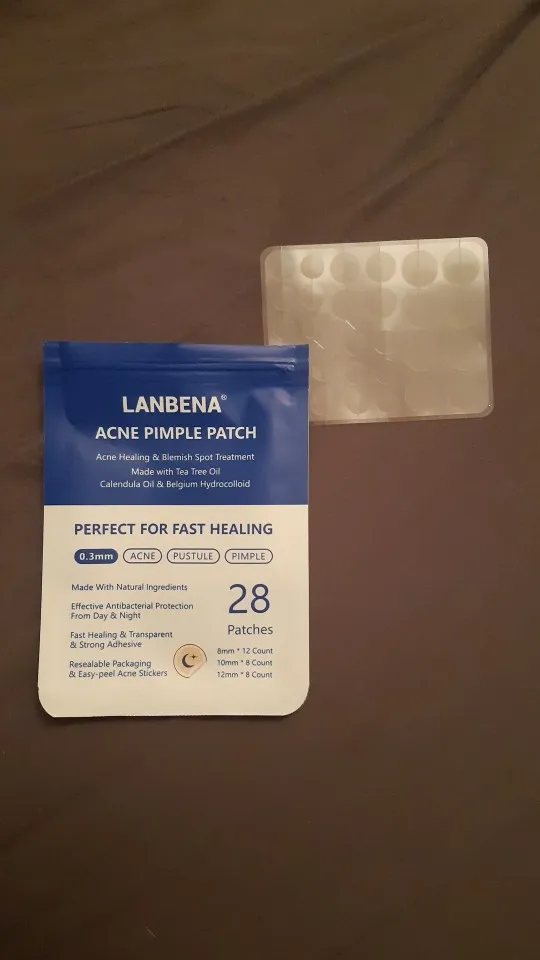 LANBENA®
ACNE PIMPLE PATCH
Acne Healing & Blemish Spot Treatment
Made with Tea Tree Oil
Calendula Oil & Belgium Hydrocolloid
PERFECT FOR FAST HEALING
0.3mm ACNE PUSTULE PIMPLE
Made With Natural Ingredients
Effective Antibacterial Protection
From Day & Night
Fast Healing & Transparent
& Strong Adhesive
Resealable Packaging
& Easy-peel Acne Stickers
28
Patches
8mm * 12 Count
10mm * 8 Count
12mm * 8 Count